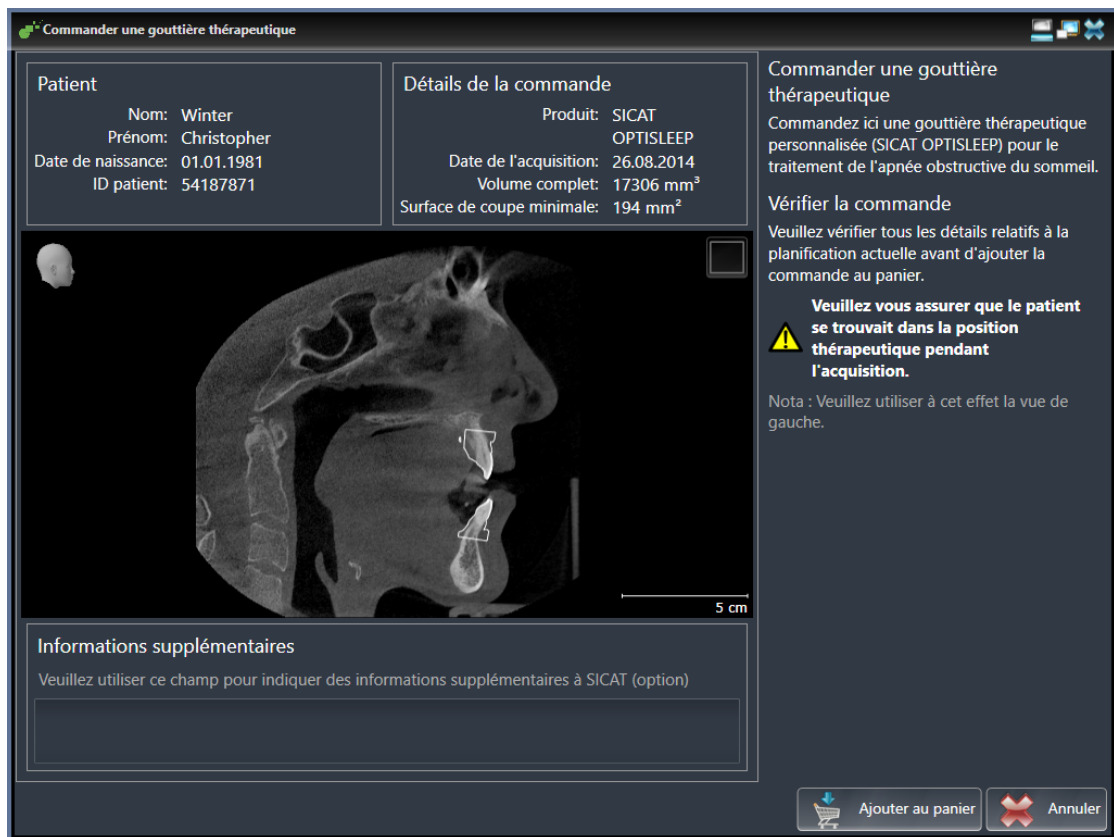 Commander une gouttière thérapeutique
Patient
Nom: Winter
Prénom: Christopher
Date de naissance: 01.01.1981
ID patient: 54187871
Détails de la commande
Produit: SICAT
OPTISLEEP
Date de l'acquisition: 26.08.2014
Volume complet: 17306 mm³
Surface de coupe minimale: 194 mm²
5 cm
Informations supplémentaires
Veuillez utiliser ce champ pour indiquer des informations supplémentaires à SICAT (option)
Commander une gouttière
thérapeutique
Commandez ici une gouttière thérapeutique
personnalisée (SICAT OPTISLEEP) pour le
traitement de l'apnée obstructive du sommeil.
Vérifier la commande
Veuillez vérifier tous les détails relatifs à la
planification actuelle avant d'ajouter la
commande au panier.
Veuillez vous assurer que le patient
se trouvait dans la position
thérapeutique pendant
l'acquisition.
Nota : Veuillez utiliser à cet effet la vue de
gauche.
Ajouter au panier
Annuler